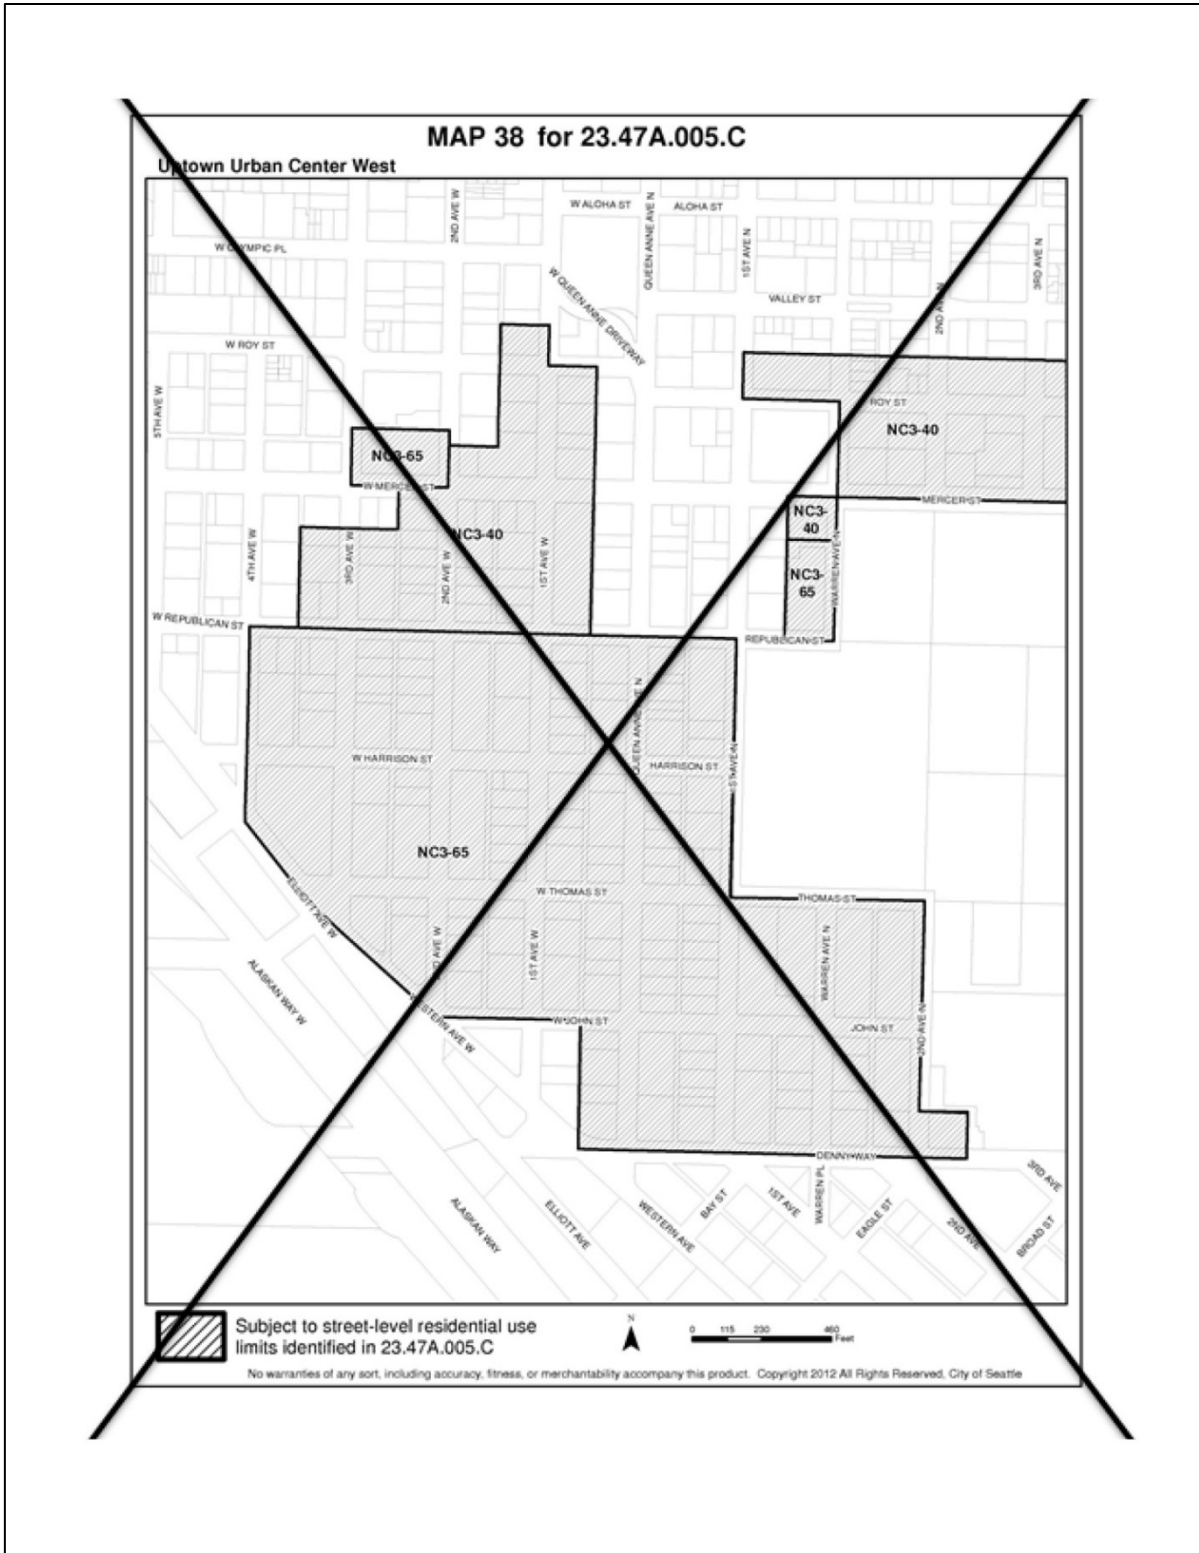 MAP 38 for 23.47A.005.C
Uptown Urban Center West
W ALOHA ST
ALOHA ST
2ND AVE W
QUEEN ANNE AVE N
1ST AVE N
3RD AVE N
W OLYMPIC PL
W QUEEN ANNE DRIVEWAY
VALLEY ST
2ND AVE N
W ROY ST
5TH AVE W
ROY ST
NC3-40
NC3-65
W MERCER ST
MERCER ST
NC3-
40
NC3-40
4TH AVE W
3RD AVE W
2ND AVE W
1ST AVE W
WARREN AVE N
NC3-
65
W REPUBLICAN ST
REPUBLICAN ST
QUEEN ANNE AVE N
W HARRISON ST
HARRISON ST
1ST AVE N
NC3-65
W THOMAS ST
THOMAS ST
ELLIOTT AVE W
2ND AVE W
1ST AVE W
WARREN AVE N
ALASKAN WAY W
WESTERN AVE W
W JOHN ST
JOHN ST
2ND AVE N
DENNY WAY
3RD AVE
ALASKAN WAY
ELLIOTT AVE
WESTERN AVE
BAY ST
1ST AVE
WARREN PL
EAGLE ST
2ND AVE
BROAD ST
Subject to street-level residential use
limits identified in 23.47A.005.C
N
0 115 230 460
Feet
No warranties of any sort, including accuracy, fitness, or merchantability accompany this product. Copyright 2012 All Rights Reserved, City of Seattle